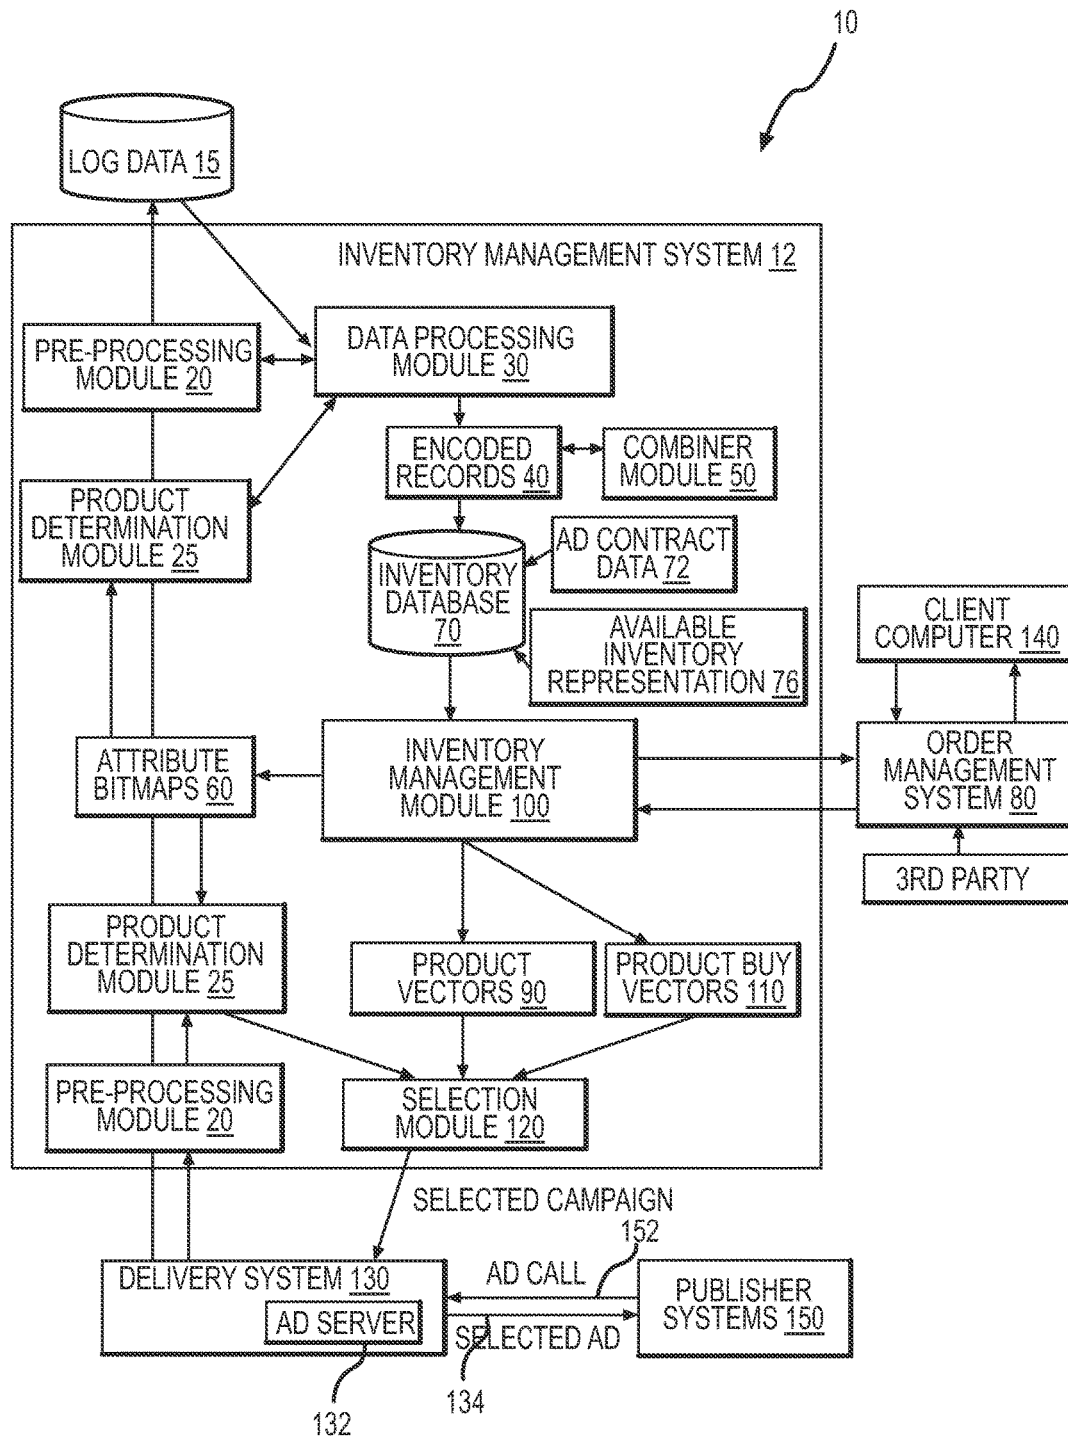 10
LOG DATA 15
INVENTORY MANAGEMENT SYSTEM 12
PRE-PROCESSING
MODULE 20
DATA PROCESSING
MODULE 30
ENCODED
RECORDS 40
COMBINER
MODULE 50
PRODUCT
DETERMINATION
MODULE 25
INVENTORY
DATABASE
70
AD CONTRACT
DATA 72
AVAILABLE
INVENTORY
REPRESENTATION 76
CLIENT
COMPUTER 140
ATTRIBUTE
BITMAPS 60
INVENTORY
MANAGEMENT
MODULE 100
ORDER
MANAGEMENT
SYSTEM 80
3RD PARTY
PRODUCT
DETERMINATION
MODULE 25
PRODUCT
VECTORS 90
PRODUCT BUY
VECTORS 110
PRE-PROCESSING
MODULE 20
SELECTION
MODULE 120
SELECTED CAMPAIGN
152
DELIVERY SYSTEM 130
AD SERVER
AD CALL
SELECTED AD
PUBLISHER
SYSTEMS 150
132
134